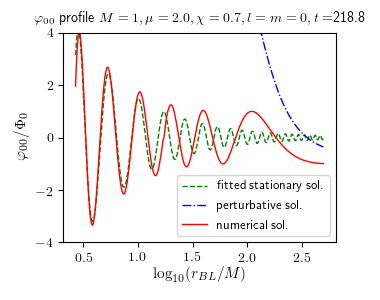 φ₀₀ profile M = 1, μ = 2.0, χ = 0.7, l = m = 0, t =218.8
φ₀₀/Φ₀
4
2
0
−2
−4
fitted stationary sol.
perturbative sol.
numerical sol.
0.5 1.0 1.5 2.0 2.5
log₁₀(r_BL/M)